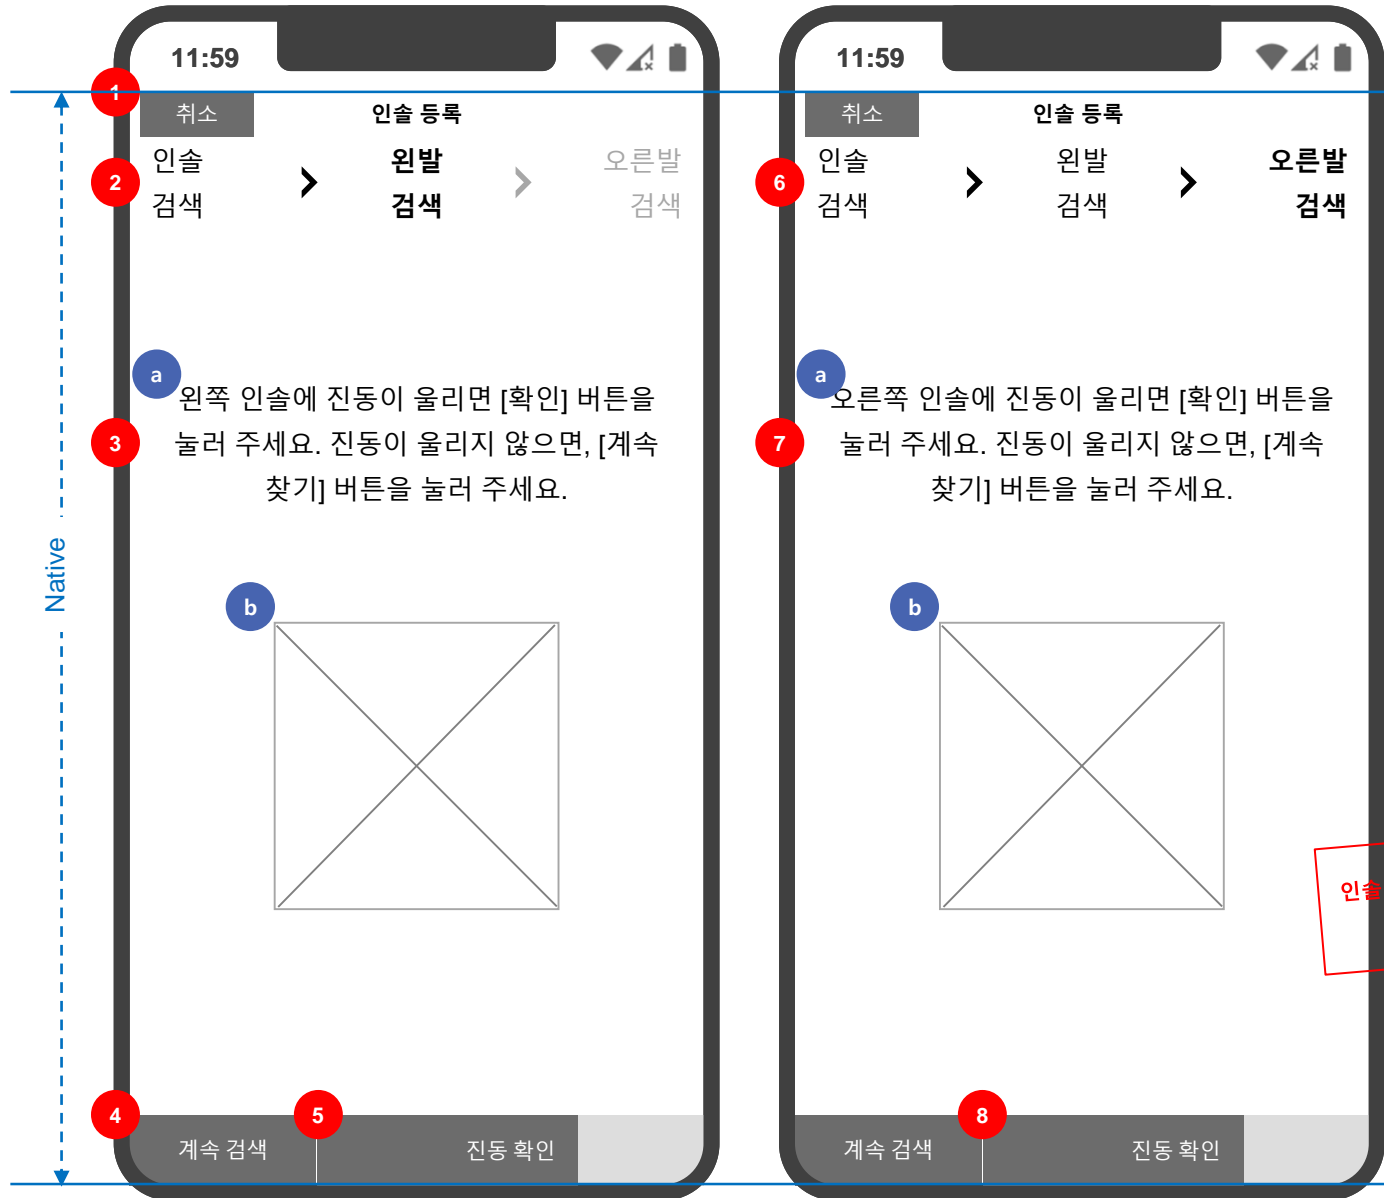 11:59
1
취소
인솔 등록
2
인솔
검색
왼발
검색
오른발
검색
a
왼쪽 인솔에 진동이 울리면 [확인] 버튼을
3
눌러 주세요. 진동이 울리지 않으면, [계속
찾기] 버튼을 눌러 주세요.
Native
b
4
계속 검색
5
진동 확인
11:59
취소
인솔 등록
6
인솔
검색
왼발
검색
오른발
검색
a
오른쪽 인솔에 진동이 울리면 [확인] 버튼을
7
눌러 주세요. 진동이 울리지 않으면, [계속
찾기] 버튼을 눌러 주세요.
b
인솔
계속 검색
8
진동 확인